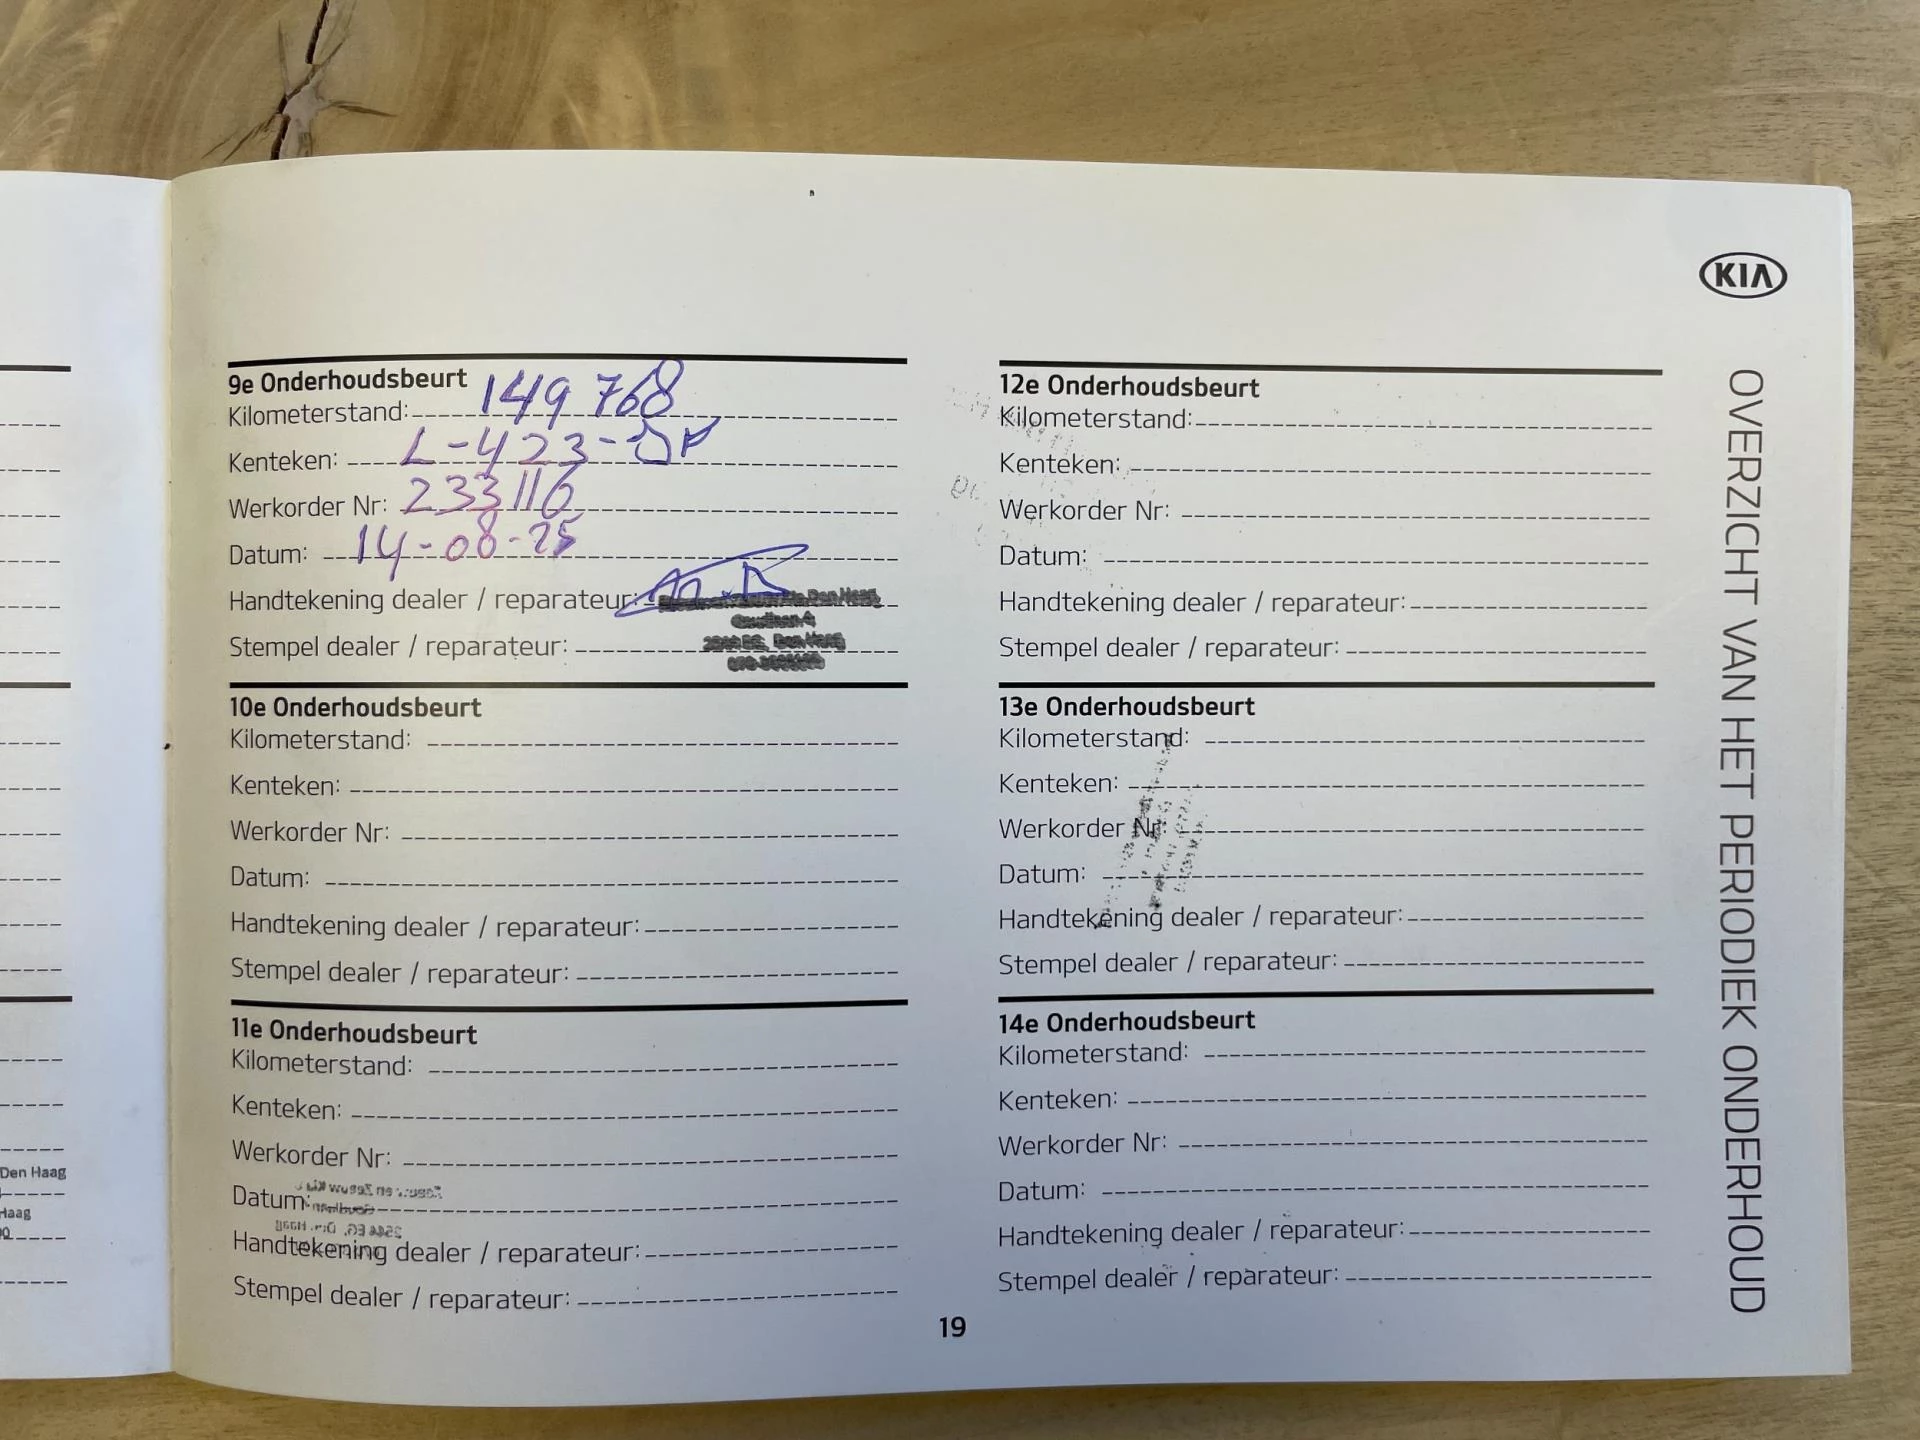 KIA
OVERZICHT VAN HET PERIODIEK ONDERHOUD
9e Onderhoudsbeurt
Kilometerstand: 149 768
Kenteken: L-423-
Werkorder Nr: 233116
Datum: 14-08-25
Handtekening dealer / reparateur:
Den Haag
Stempel dealer / reparateur:
Den Haag
10e Onderhoudsbeurt
Kilometerstand:
Kenteken:
Werkorder Nr:
Datum:
Handtekening dealer / reparateur:
Stempel dealer / reparateur:
11e Onderhoudsbeurt
Kilometerstand:
Kenteken:
Werkorder Nr:
Datum:
Handtekening dealer / reparateur:
Stempel dealer / reparateur:
12e Onderhoudsbeurt
Kilometerstand:
Kenteken:
Werkorder Nr:
Datum:
Handtekening dealer / reparateur:
Stempel dealer / reparateur:
13e Onderhoudsbeurt
Kilometerstand:
Kenteken:
Werkorder Nr:
Datum:
Handtekening dealer / reparateur:
Stempel dealer / reparateur:
14e Onderhoudsbeurt
Kilometerstand:
Kenteken:
Werkorder Nr:
Datum:
Handtekening dealer / reparateur:
Stempel dealer / reparateur:
19
Den Haag
Haag